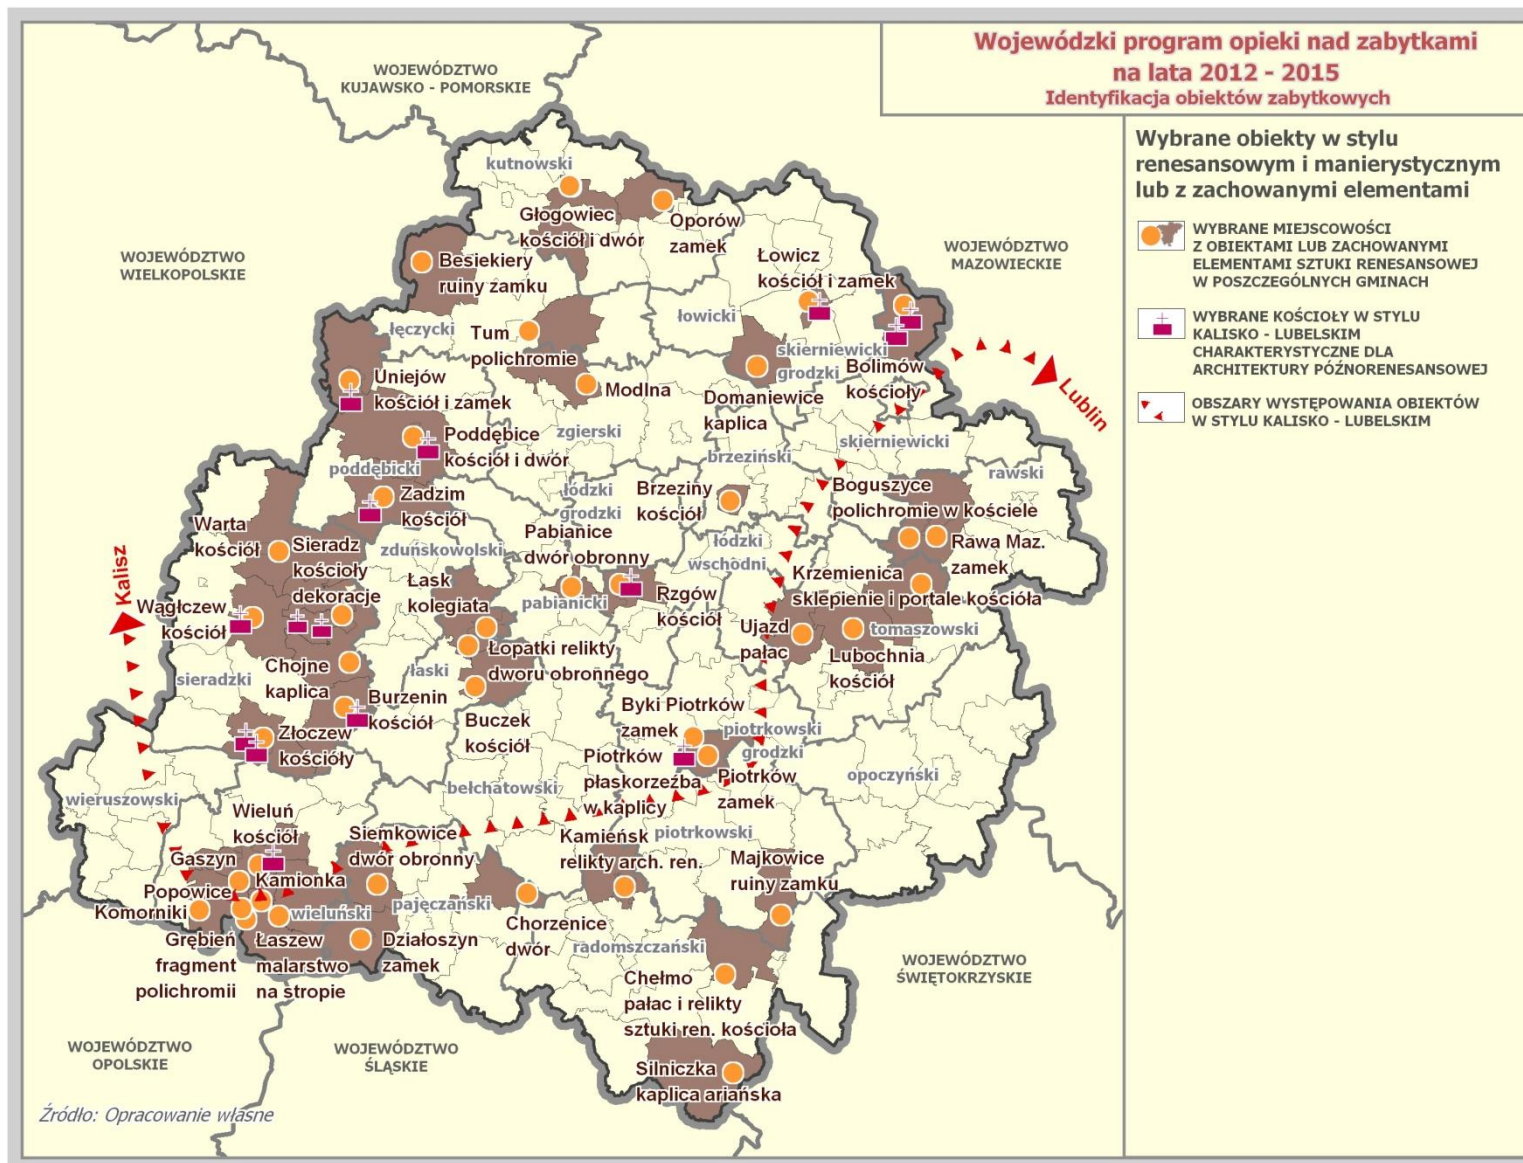 Wojewódzki program opieki nad zabytkami
na lata 2012 - 2015
Identyfikacja obiektów zabytkowych
Wybrane obiekty w stylu
renesansowym i manierystycznym
lub z zachowanymi elementami
WYBRANE MIEJSCOWOŚCI
Z OBIEKTAMI LUB ZACHOWANYMI
ELEMENTAMI SZTUKI RENESANSOWEJ
W POSZCZEGÓLNYCH GMINACH
WYBRANE KOŚCIOŁY W STYLU
KALISKO - LUBELSKIM
CHARAKTERYSTYCZNE DLA
ARCHITEKTURY PÓŹNORENESANSOWEJ
OBSZARY WYSTĘPOWANIA OBIEKTÓW
W STYLU KALISKO - LUBELSKIM
WOJEWÓDZTWO
KUJAWSKO - POMORSKIE
WOJEWÓDZTWO
WIELKOPOLSKIE
WOJEWÓDZTWO
MAZOWIECKIE
kutnowski
Głogowiec
kościół i dwór
Oporów
zamek
Besiekiery
ruiny zamku
Łowicz
kościół i zamek
łęczycki
Tum
polichromie
łowicki
skierniewicki
grodzki
Bolimów
kościoły
Lublin
Uniejów
kościół i zamek
Modlna
Domaniewice
kaplica
zgierski
Poddębice
kościół i dwór
poddębicki
brzeziński
skierniewicki
rawski
Zadzim
kościół
łódzki
grodzki
Brzeziny
kościół
Boguszyce
polichromie w kościele
Warta
kościół
Sieradz
kościoły
dekoracje
zduńskowolski
Pabianice
dwór obronny
łódzki
wschodni
Rawa Maz.
zamek
Kalisz
Łask
kolegiata
pabianicki
Rzgów
kościół
Krzemienica
sklepienie i portale kościoła
Wągłczew
kościół
Ujazd
pałac
tomaszowski
Lubochnia
kościół
Łopatki relikty
dworu obronnego
sieradzki
Chojne
kaplica
łaski
Burzenin
kościół
Buczek
kościół
Byki Piotrków
zamek
piotrkowski
grodzki
Złoczew
kościoły
Piotrków
płaskorzeźba
w kaplicy
Piotrków
zamek
opoczyński
bełchatowski
wieruszowski
Wieluń
kościół
Siemkowice
dwór obronny
Kamieńsk
relikty arch. ren.
piotrkowski
Majkowice
ruiny zamku
Gaszyn
Kamionka
Popowice
Komorniki
wieluński
pajęczański
Chorzenice
dwór
radomszczański
Grębień
fragment
polichromii
Łaszew
malarstwo
na stropie
Działoszyn
zamek
Chełmo
pałac i relikty
sztuki ren. kościoła
WOJEWÓDZTWO
ŚWIĘTOKRZYSKIE
WOJEWÓDZTWO
OPOLSKIE
WOJEWÓDZTWO
ŚLĄSKIE
Silniczka
kaplica ariańska
Źródło: Opracowanie własne